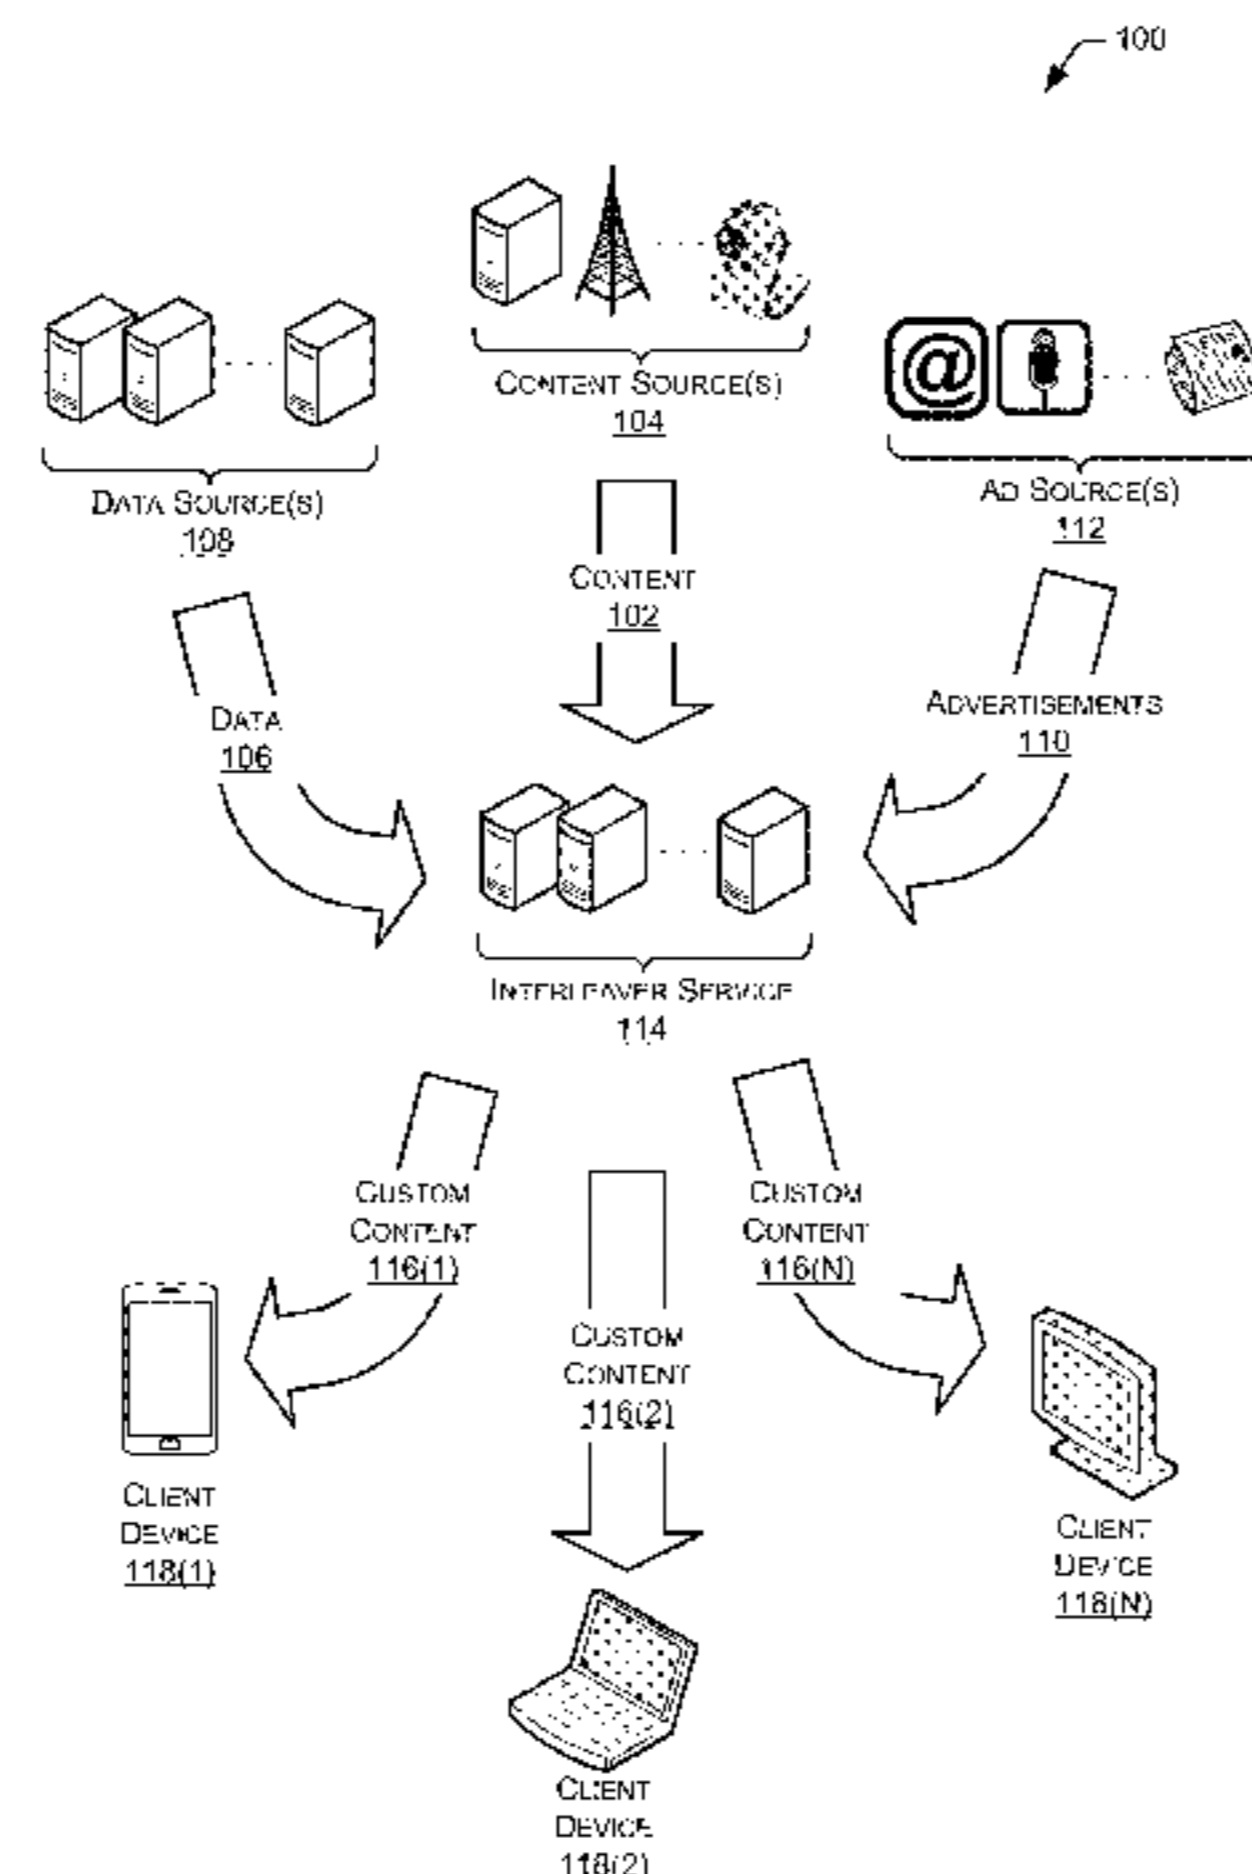 100
CONTENT SOURCE(S)
104
DATA SOURCE(S)
108
@
AD SOURCE(S)
112
CONTENT
102
DATA
106
ADVERTISEMENTS
110
INTERLEAVER SERVICE
114
CUSTOM
CONTENT
116(1)
CUSTOM
CONTENT
116(N)
CUSTOM
CONTENT
116(2)
CLIENT
DEVICE
118(1)
CLIENT
DEVICE
118(N)
CLIENT
DEVICE
118(2)